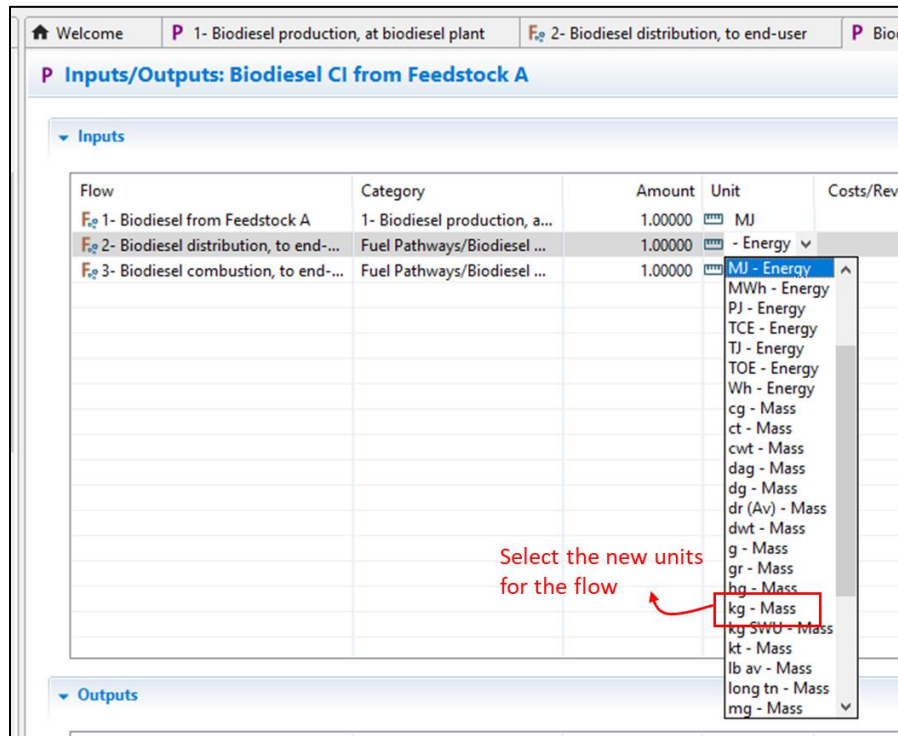 Welcome
P 1- Biodiesel production, at biodiesel plant
2- Biodiesel distribution, to end-user
P Bio
P Inputs/Outputs: Biodiesel CI from Feedstock A
Inputs
Flow Category Amount Unit Costs/Rev
1- Biodiesel from Feedstock A 1- Biodiesel production, a... 1.00000 MJ
2- Biodiesel distribution, to end-... Fuel Pathways/Biodiesel ... 1.00000 - Energy
3- Biodiesel combustion, to end-... Fuel Pathways/Biodiesel ... 1.00000
MJ - Energy
MWh - Energy
PJ - Energy
TCE - Energy
TJ - Energy
TOE - Energy
Wh - Energy
cg - Mass
ct - Mass
cwt - Mass
dag - Mass
dg - Mass
dr (Av) - Mass
dwt - Mass
g - Mass
gr - Mass
hg - Mass
kg - Mass
kg SWU - Mass
kt - Mass
lb av - Mass
long tn - Mass
mg - Mass
Select the new units
for the flow
Outputs